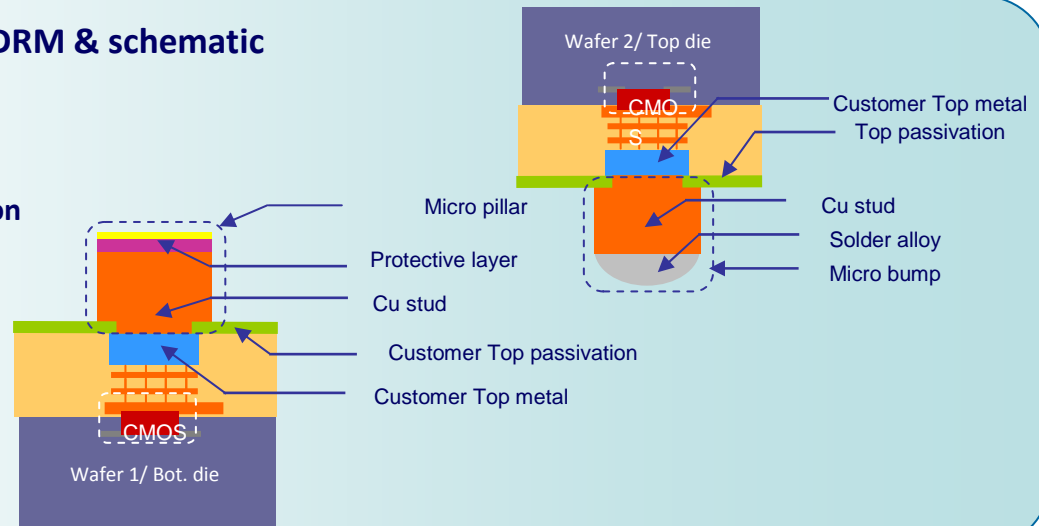 DRM & schematic
on
Wafer 2/ Top die
CMO
S
Customer Top metal
Top passivation
Cu stud
Solder alloy
Micro bump
Micro pillar
Protective layer
Cu stud
Customer Top passivation
Customer Top metal
CMOS
Wafer 1/ Bot. die